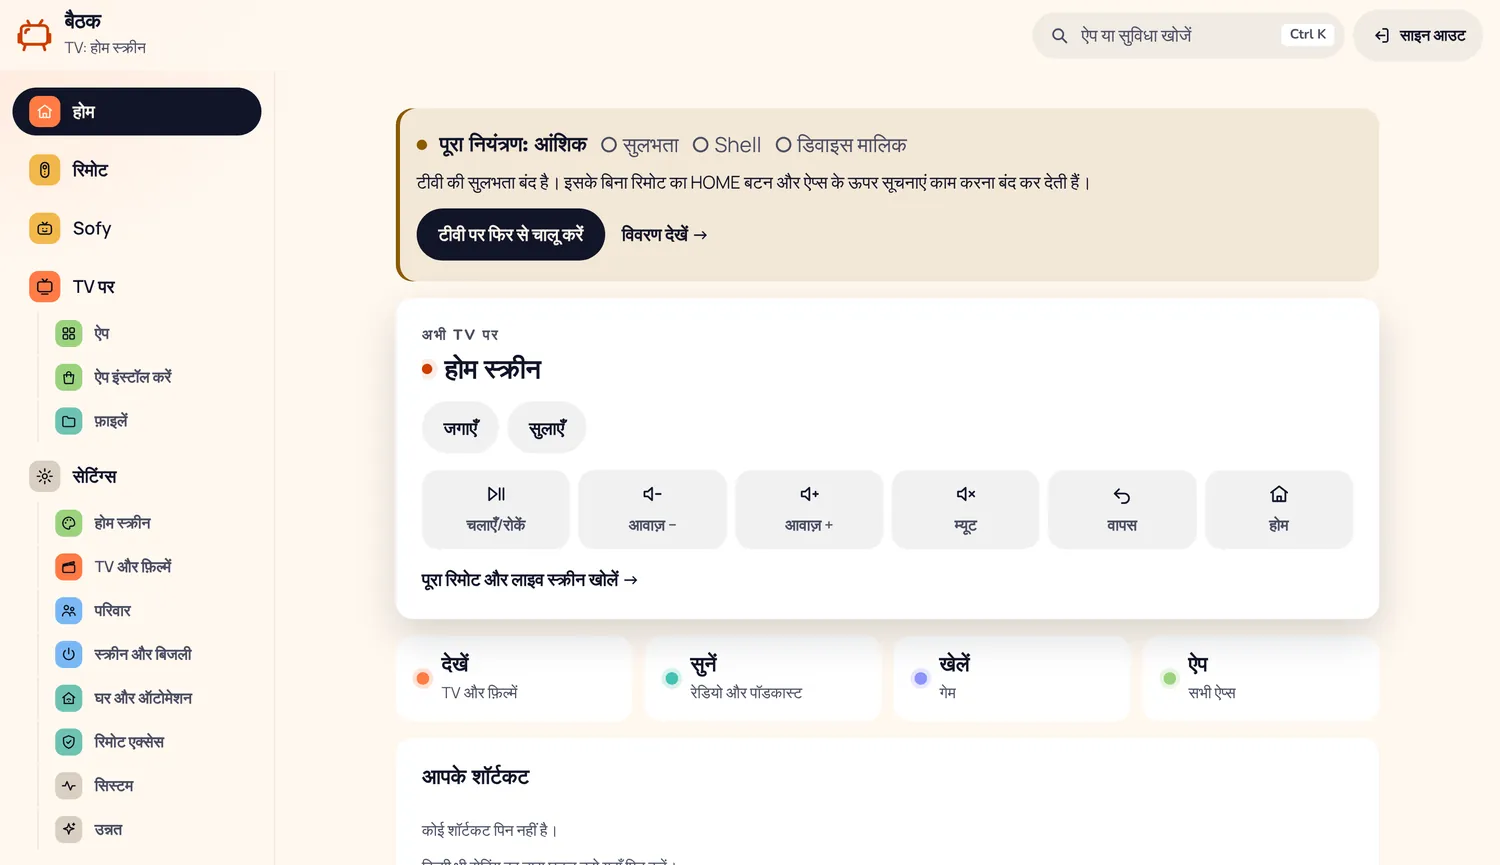 बैठक
TV: होम स्क्रीन
ऐप या सुविधा खोजें
Ctrl K
साइन आउट
होम
रिमोट
Sofy
TV पर
ऐप
ऐप इंस्टॉल करें
फ़ाइलें
सेटिंग्स
होम स्क्रीन
TV और फ़िल्में
परिवार
स्क्रीन और बिजली
घर और ऑटोमेशन
रिमोट एक्सेस
सिस्टम
उन्नत
पूरा नियंत्रण: आंशिक सुलभता Shell डिवाइस मालिक
टीवी की सुलभता बंद है। इसके बिना रिमोट का HOME बटन और ऐप्स के ऊपर सूचनाएं काम करना बंद कर देती हैं।
टीवी पर फिर से चालू करें
विवरण देखें →
अभी TV पर
होम स्क्रीन
जगाएँ
सुलाएँ
चलाएँ/रोकें
आवाज़ −
आवाज़ +
म्यूट
वापस
होम
पूरा रिमोट और लाइव स्क्रीन खोलें →
देखें
TV और फ़िल्में
सुनें
रेडियो और पॉडकास्ट
खेलें
गेम
ऐप
सभी ऐप्स
आपके शॉर्टकट
कोई शॉर्टकट पिन नहीं है।